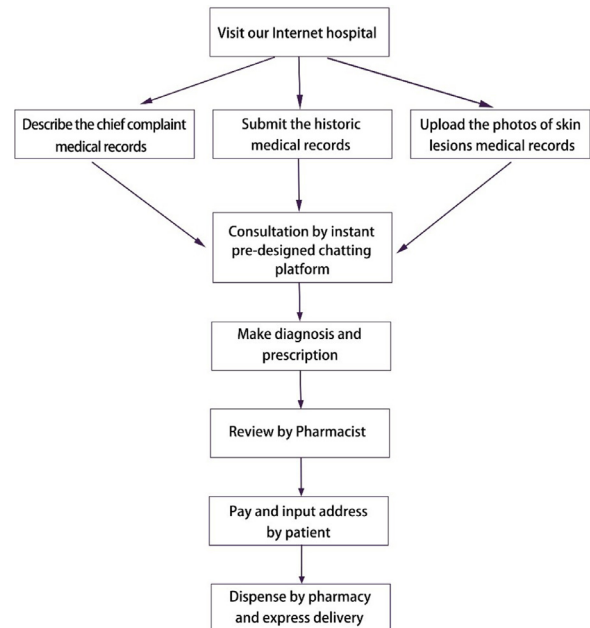 Visit our Internet hospital
Describe the chief complaint
medical records
Submit the historic
medical records
Upload the photos of skin
lesions medical records
Consultation by instant
pre-designed chatting
platform
Make diagnosis and
prescription
Review by Pharmacist
Pay and input address
by patient
Dispense by pharmacy
and express delivery